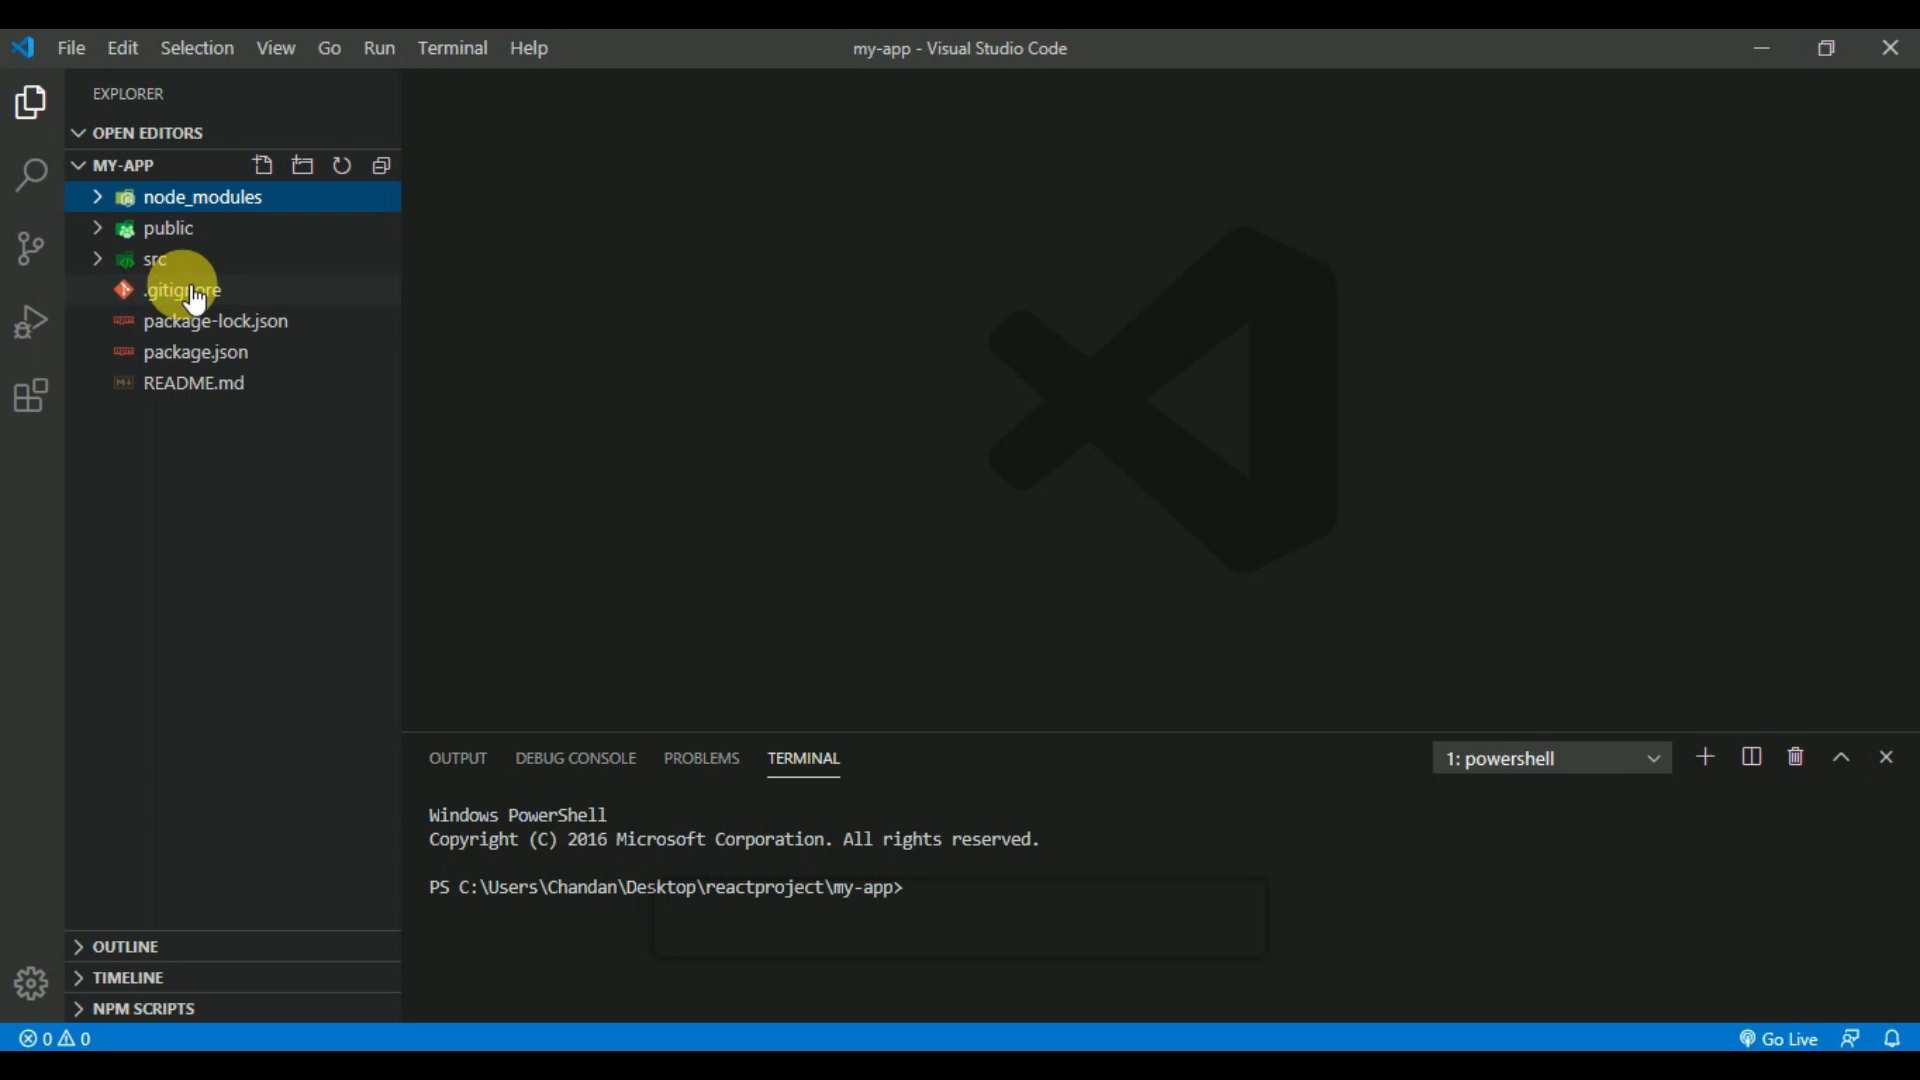 File Edit Selection View Go Run Terminal Help
my-app - Visual Studio Code
EXPLORER
OPEN EDITORS
MY-APP
node_modules
public
src
.gitignore
package-lock.json
package.json
README.md
OUTPUT DEBUG CONSOLE PROBLEMS TERMINAL
1: powershell
Windows PowerShell
Copyright (C) 2016 Microsoft Corporation. All rights reserved.
PS C:\Users\Chandan\Desktop\reactproject\my-app>
OUTLINE
TIMELINE
NPM SCRIPTS
0 0
Go Live